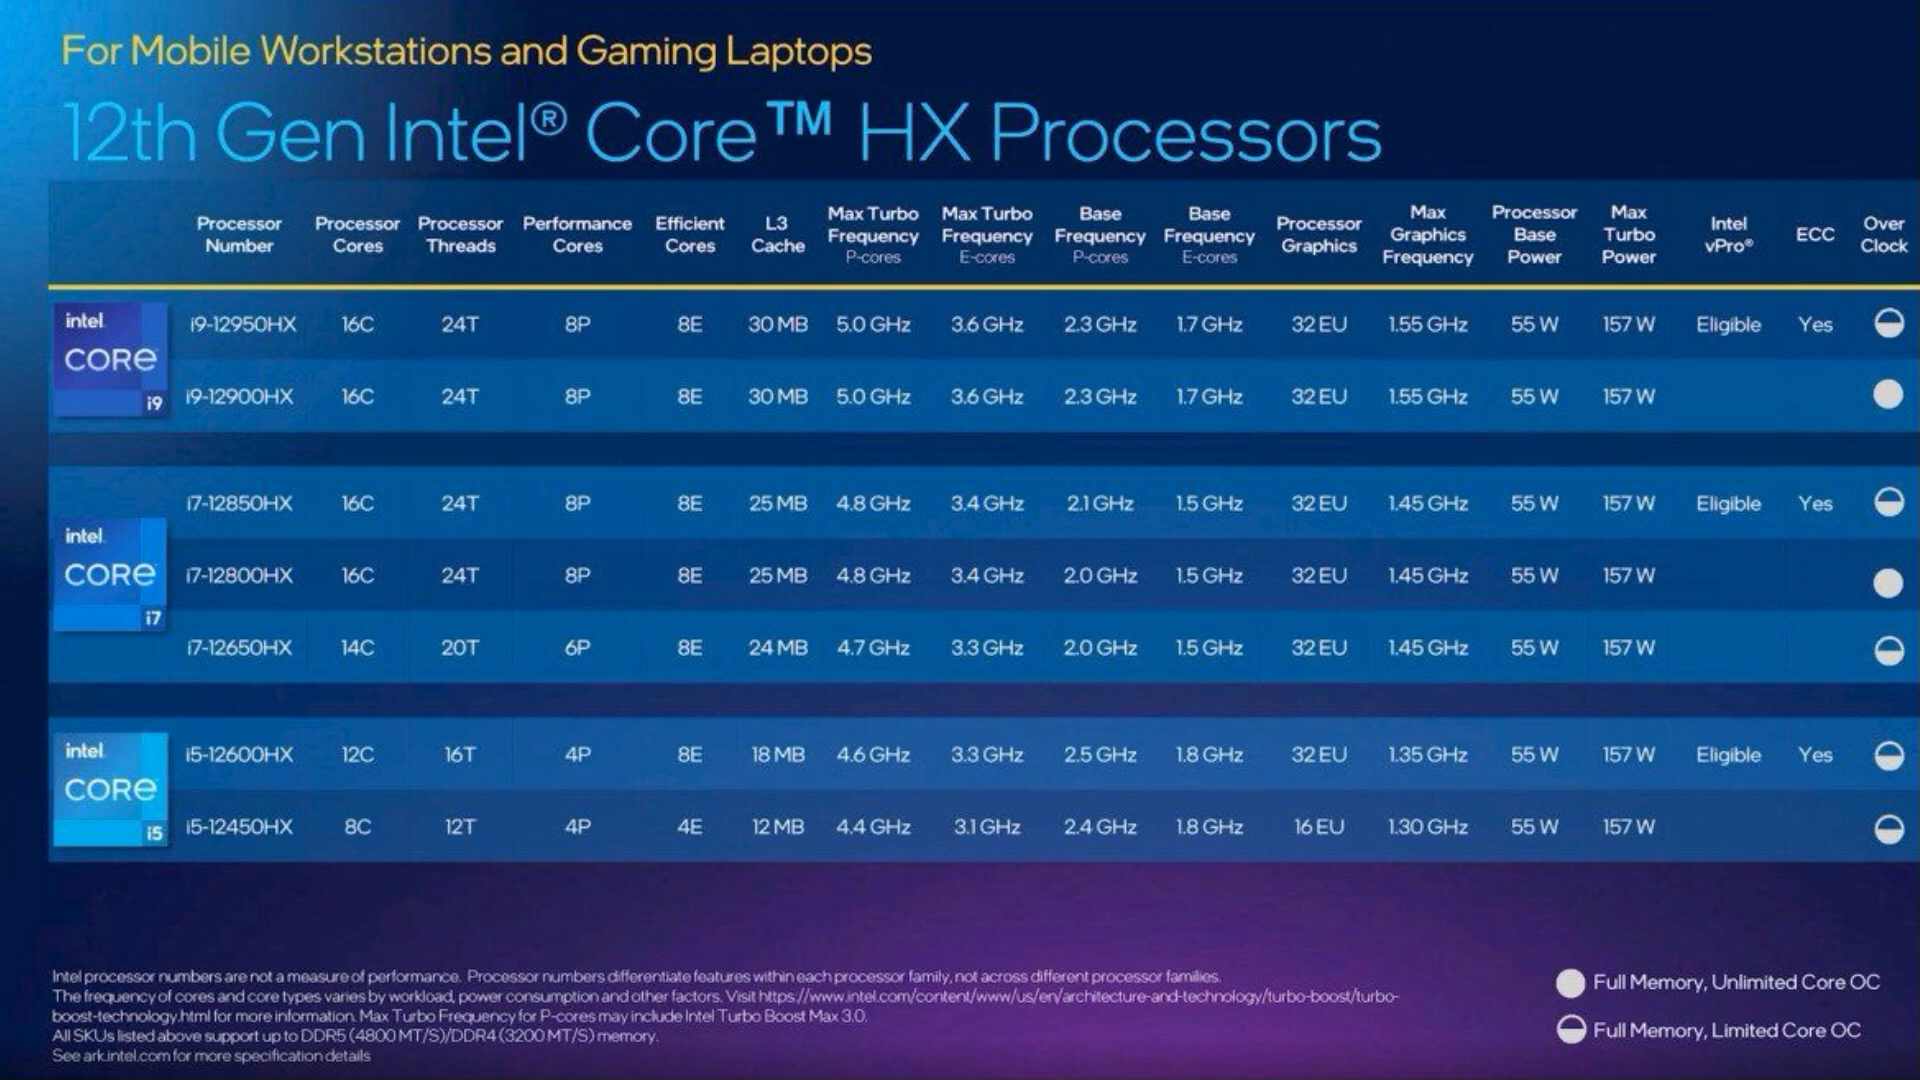 For Mobile Workstations and Gaming Laptops
12th Gen Intel® Core™ HX Processors
Processor Number Processor Cores Processor Threads Performance Cores Efficient Cores L3 Cache Max Turbo Frequency P-cores Max Turbo Frequency E-cores Base Frequency P-cores Base Frequency E-cores Processor Graphics Max Graphics Frequency Processor Base Power Max Turbo Power Intel vPro® ECC Over Clock
intel CORe i9
i9-12950HX 16C 24T 8P 8E 30 MB 5.0 GHz 3.6 GHz 2.3 GHz 1.7 GHz 32 EU 1.55 GHz 55 W 157 W Eligible Yes
i9-12900HX 16C 24T 8P 8E 30 MB 5.0 GHz 3.6 GHz 2.3 GHz 1.7 GHz 32 EU 1.55 GHz 55 W 157 W
intel CORe i7
i7-12850HX 16C 24T 8P 8E 25 MB 4.8 GHz 3.4 GHz 2.1 GHz 1.5 GHz 32 EU 1.45 GHz 55 W 157 W Eligible Yes
i7-12800HX 16C 24T 8P 8E 25 MB 4.8 GHz 3.4 GHz 2.0 GHz 1.5 GHz 32 EU 1.45 GHz 55 W 157 W
i7-12650HX 14C 20T 6P 8E 24 MB 4.7 GHz 3.3 GHz 2.0 GHz 1.5 GHz 32 EU 1.45 GHz 55 W 157 W
intel CORe i5
i5-12600HX 12C 16T 4P 8E 18 MB 4.6 GHz 3.3 GHz 2.5 GHz 1.8 GHz 32 EU 1.35 GHz 55 W 157 W Eligible Yes
i5-12450HX 8C 12T 4P 4E 12 MB 4.4 GHz 3.1 GHz 2.4 GHz 1.8 GHz 16 EU 1.30 GHz 55 W 157 W
Intel processor numbers are not a measure of performance. Processor numbers differentiate features within each processor family, not across different processor families.
The frequency of cores and core types varies by workload, power consumption and other factors. Visit https://www.intel.com/content/www/us/en/architecture-and-technology/turbo-boost/turbo-
boost-technology.html for more information. Max Turbo Frequency for P-cores may include Intel Turbo Boost Max 3.0.
All SKUs listed above support up to DDR5 (4800 MT/S)/DDR4 (3200 MT/S) memory.
See ark.intel.com for more specification details
Full Memory, Unlimited Core OC
Full Memory, Limited Core OC